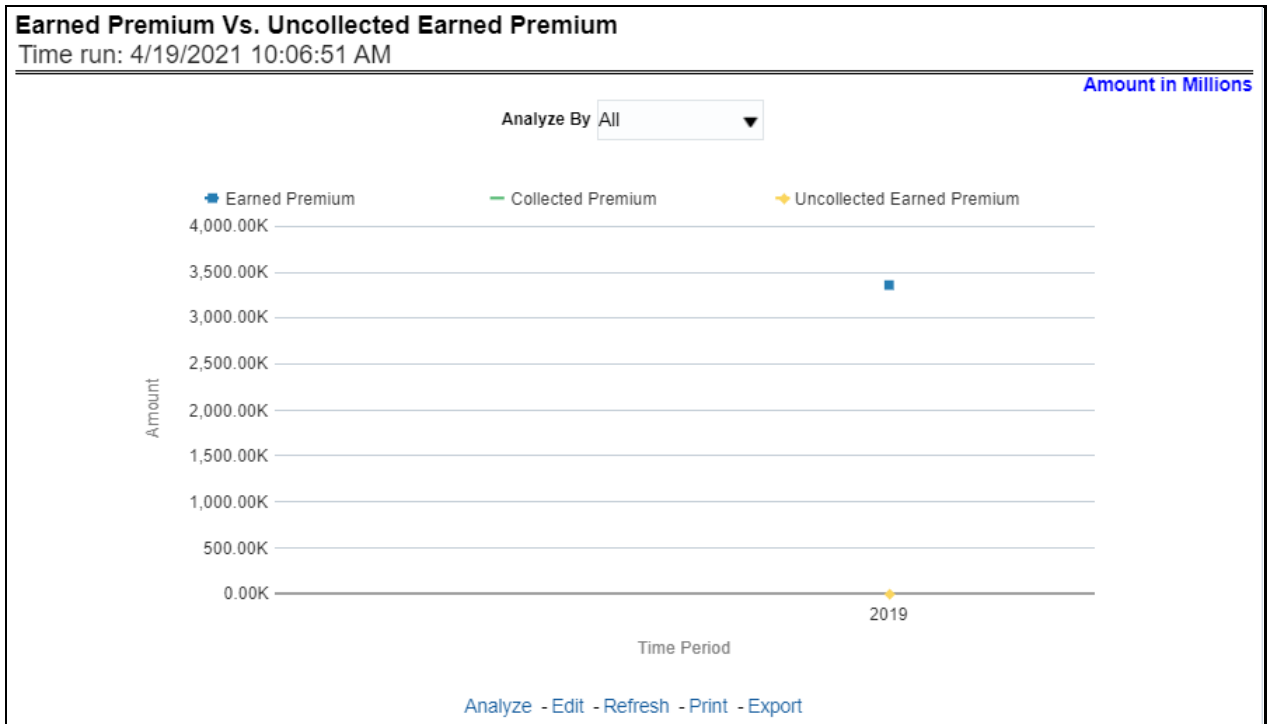 Earned Premium Vs. Uncollected Earned Premium
Time run: 4/19/2021 10:06:51 AM
Amount in Millions
Analyze By All
Earned Premium Collected Premium Uncollected Earned Premium
4,000.00K
3,500.00K
3,000.00K
2,500.00K
2,000.00K
1,500.00K
1,000.00K
500.00K
0.00K
Amount
2019
Time Period
Analyze - Edit - Refresh - Print - Export